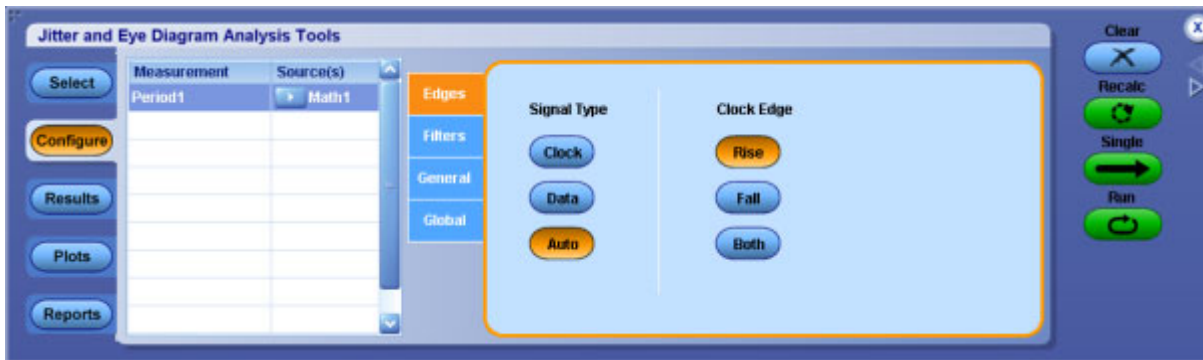 Jitter and Eye Diagram Analysis Tools
Select
Configure
Results
Plots
Reports
Measurement Source(s)
Period1 Math1
Edges
Filters
General
Global
Signal Type
Clock
Data
Auto
Clock Edge
Rise
Fall
Both
Clear
X
Recalc
Single
Run